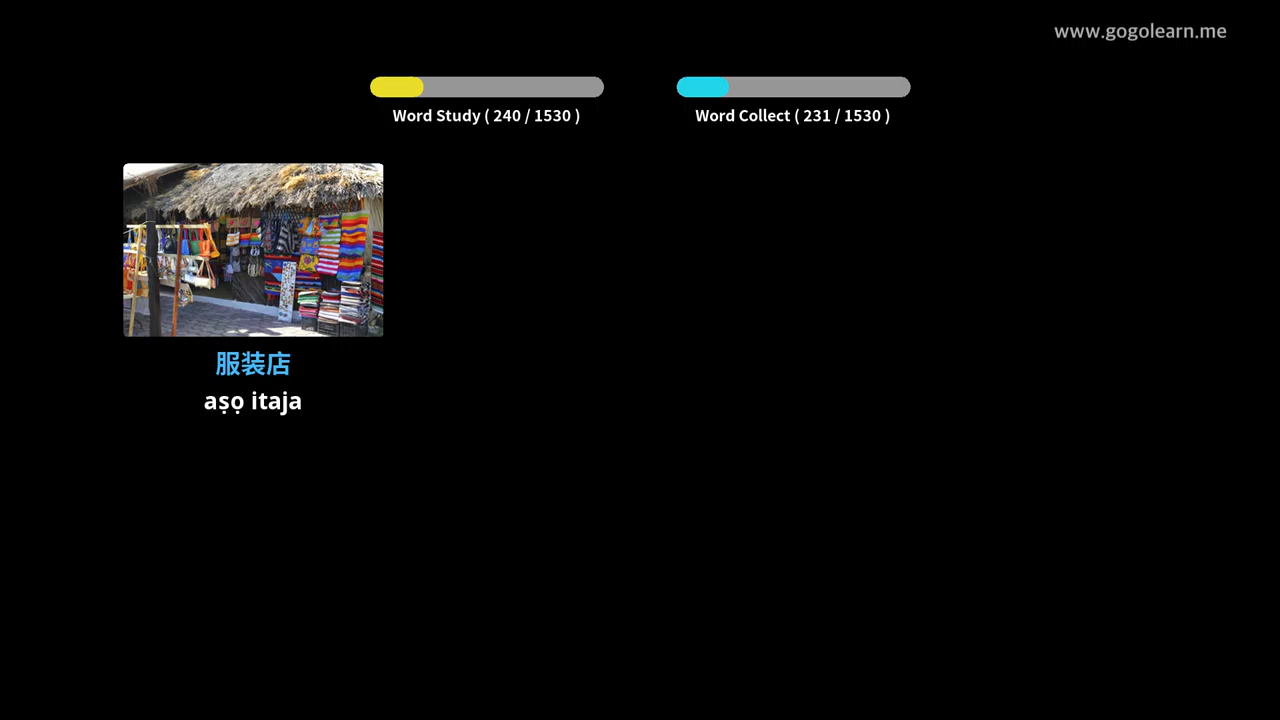 www.gogolearn.me
Word Study ( 240 / 1530 )
Word Collect ( 231 / 1530 )
服装店
aṣọ itaja